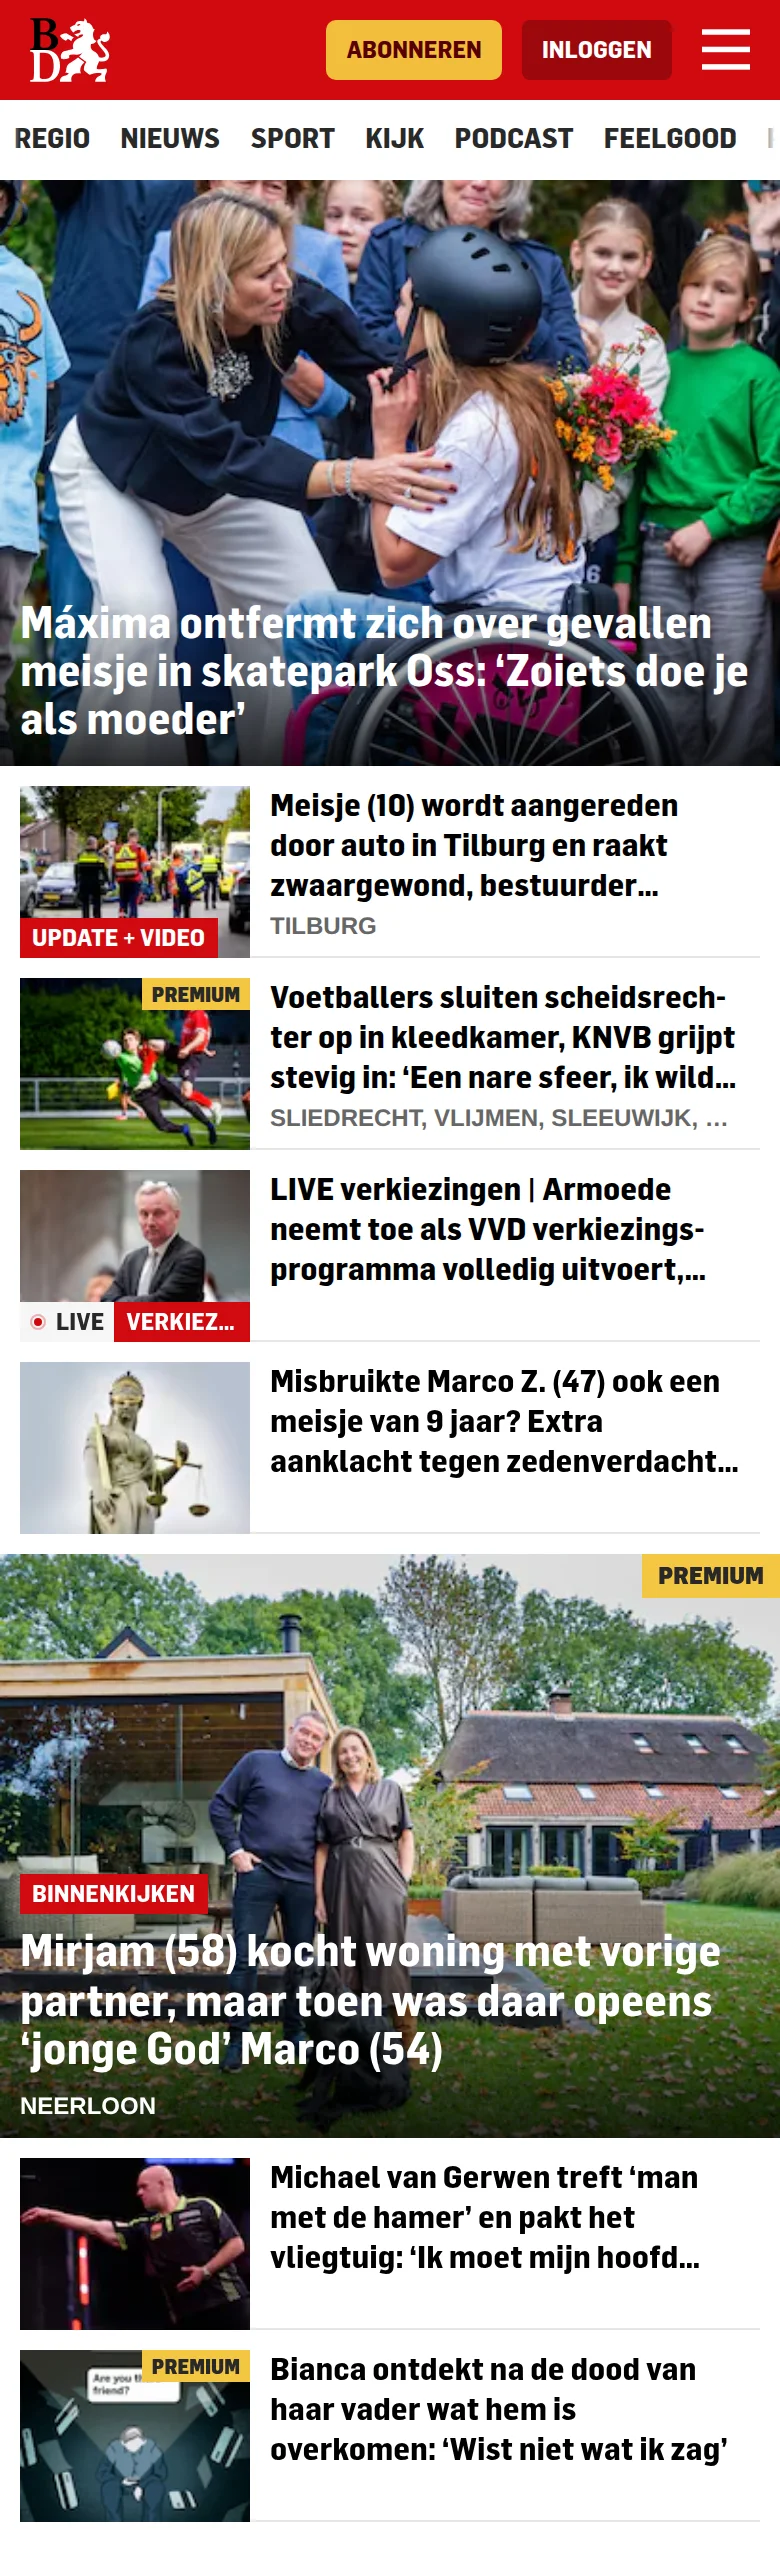 BD
ABONNEREN
INLOGGEN
REGIO NIEUWS SPORT KIJK PODCAST FEELGOOD
Máxima ontfermt zich over gevallen
meisje in skatepark Oss: ‘Zoiets doe je
als moeder’
UPDATE + VIDEO
Meisje (10) wordt aangereden
door auto in Tilburg en raakt
zwaargewond, bestuurder...
TILBURG
PREMIUM
Voetballers sluiten scheidsrech-
ter op in kleedkamer, KNVB grijpt
stevig in: ‘Een nare sfeer, ik wild...
SLIEDRECHT, VLIJMEN, SLEEUWIJK, ...
LIVE VERKIEZ...
LIVE verkiezingen | Armoede
neemt toe als VVD verkiezings-
programma volledig uitvoert,...
Misbruikte Marco Z. (47) ook een
meisje van 9 jaar? Extra
aanklacht tegen zedenverdacht...
PREMIUM
BINNENKIJKEN
Mirjam (58) kocht woning met vorige
partner, maar toen was daar opeens
‘jonge God’ Marco (54)
NEERLOON
Michael van Gerwen treft ‘man
met de hamer’ en pakt het
vliegtuig: ‘Ik moet mijn hoofd...
PREMIUM
Are you
friend?
Bianca ontdekt na de dood van
haar vader wat hem is
overkomen: ‘Wist niet wat ik zag’